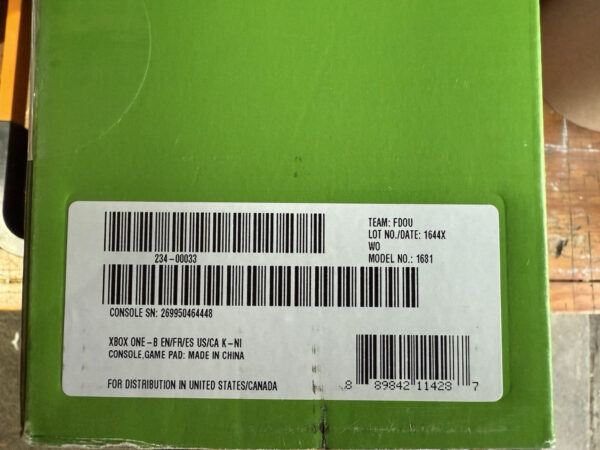 TEAM: FDOU
LOT NO./DATE: 1644X
WO
MODEL NO.: 1681
234-00033
CONSOLE SN: 269950464448
XBOX ONE-B EN/FR/ES US/CA K-NI
CONSOLE,GAME PAD: MADE IN CHINA
FOR DISTRIBUTION IN UNITED STATES/CANADA
8 89842 11428 7